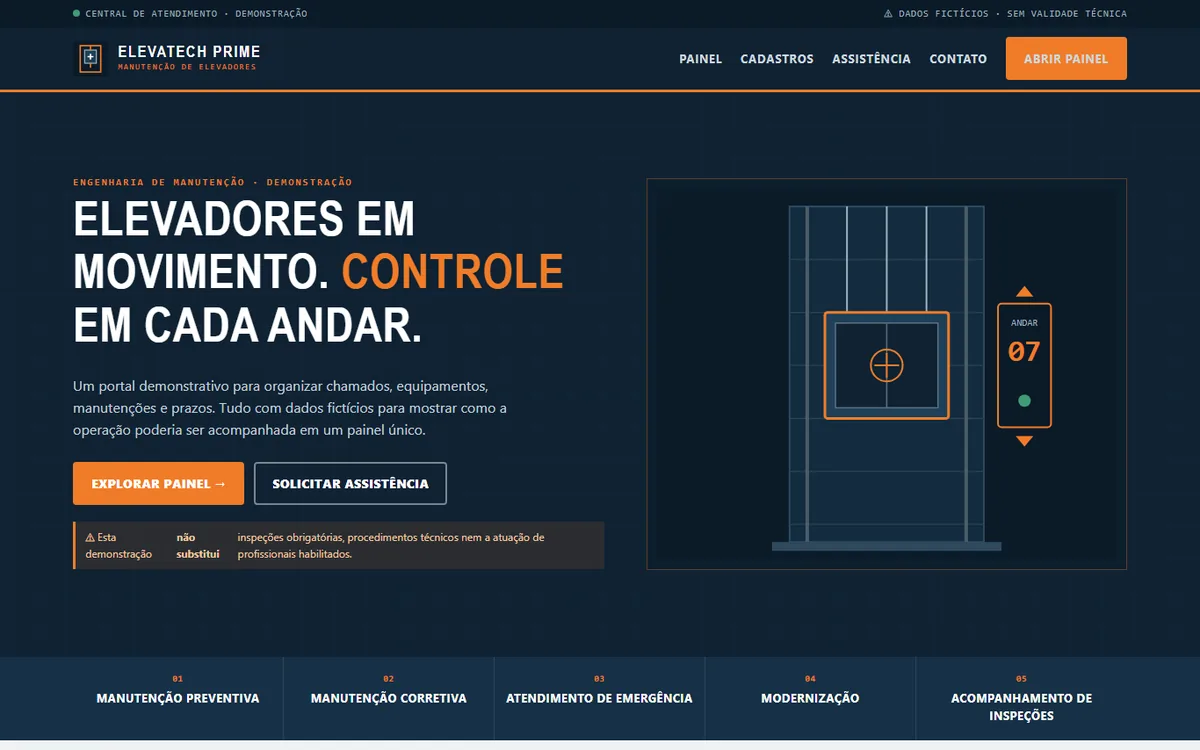 CENTRAL DE ATENDIMENTO · DEMONSTRAÇÃO
⚠ DADOS FICTÍCIOS · SEM VALIDADE TÉCNICA
ELEVATECH PRIME
MANUTENÇÃO DE ELEVADORES
PAINEL CADASTROS ASSISTÊNCIA CONTATO ABRIR PAINEL
ENGENHARIA DE MANUTENÇÃO · DEMONSTRAÇÃO
ELEVADORES EM
MOVIMENTO. CONTROLE
EM CADA ANDAR.
Um portal demonstrativo para organizar chamados, equipamentos,
manutenções e prazos. Tudo com dados fictícios para mostrar como a
operação poderia ser acompanhada em um painel único.
EXPLORAR PAINEL →
SOLICITAR ASSISTÊNCIA
⚠ Esta
demonstração
não
substitui
inspeções obrigatórias, procedimentos técnicos nem a atuação de
profissionais habilitados.
ANDAR
07
01
MANUTENÇÃO PREVENTIVA
02
MANUTENÇÃO CORRETIVA
03
ATENDIMENTO DE EMERGÊNCIA
04
MODERNIZAÇÃO
05
ACOMPANHAMENTO DE
INSPEÇÕES